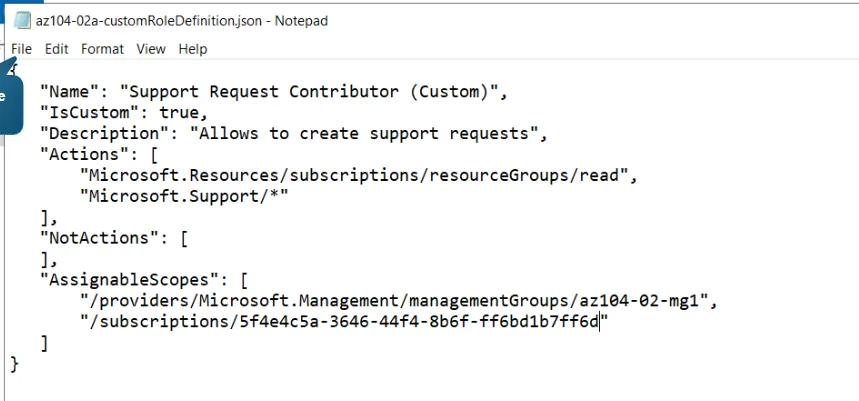 az104-02a-customRoleDefinition.json - Notepad
File Edit Format View Help
{
"Name": "Support Request Contributor (Custom)",
"IsCustom": true,
"Description": "Allows to create support requests",
"Actions": [
"Microsoft.Resources/subscriptions/resourceGroups/read",
"Microsoft.Support/*"
],
"NotActions": [
],
"AssignableScopes": [
"/providers/Microsoft.Management/managementGroups/az104-02-mg1",
"/subscriptions/5f4e4c5a-3646-44f4-8b6f-ff6bd1b7ff6d"
]
}